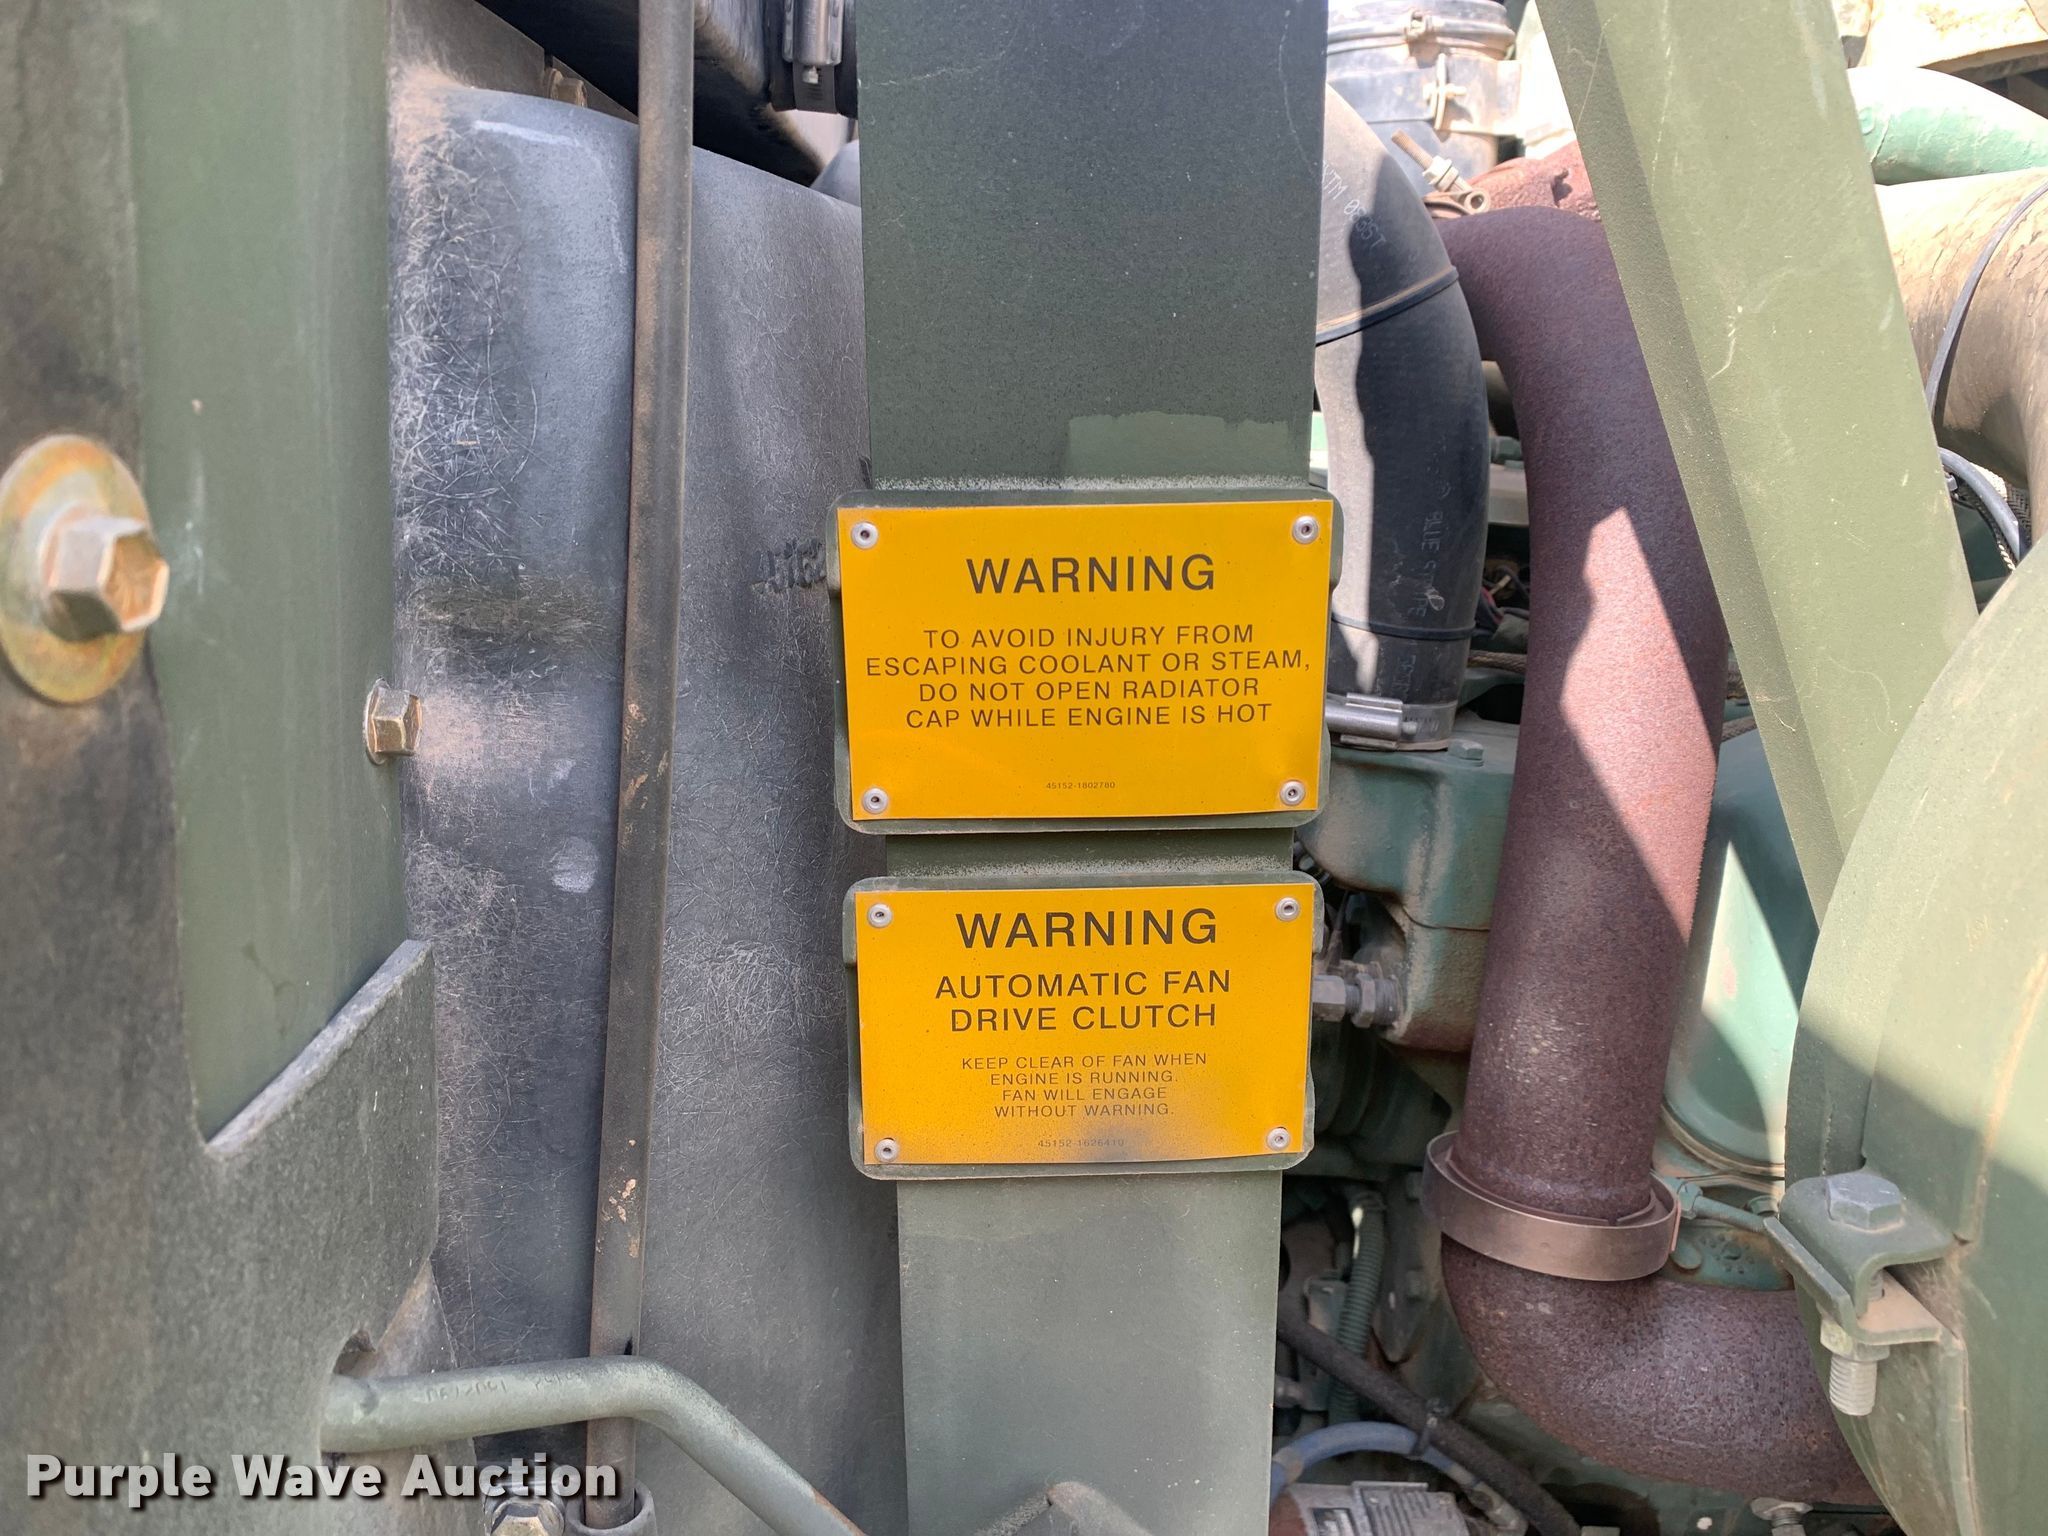 WARNING
TO AVOID INJURY FROM
ESCAPING COOLANT OR STEAM,
DO NOT OPEN RADIATOR
CAP WHILE ENGINE IS HOT
45152-1802780
WARNING
AUTOMATIC FAN
DRIVE CLUTCH
KEEP CLEAR OF FAN WHEN
ENGINE IS RUNNING.
FAN WILL ENGAGE
WITHOUT WARNING.
45152-1626410
Purple Wave Auction